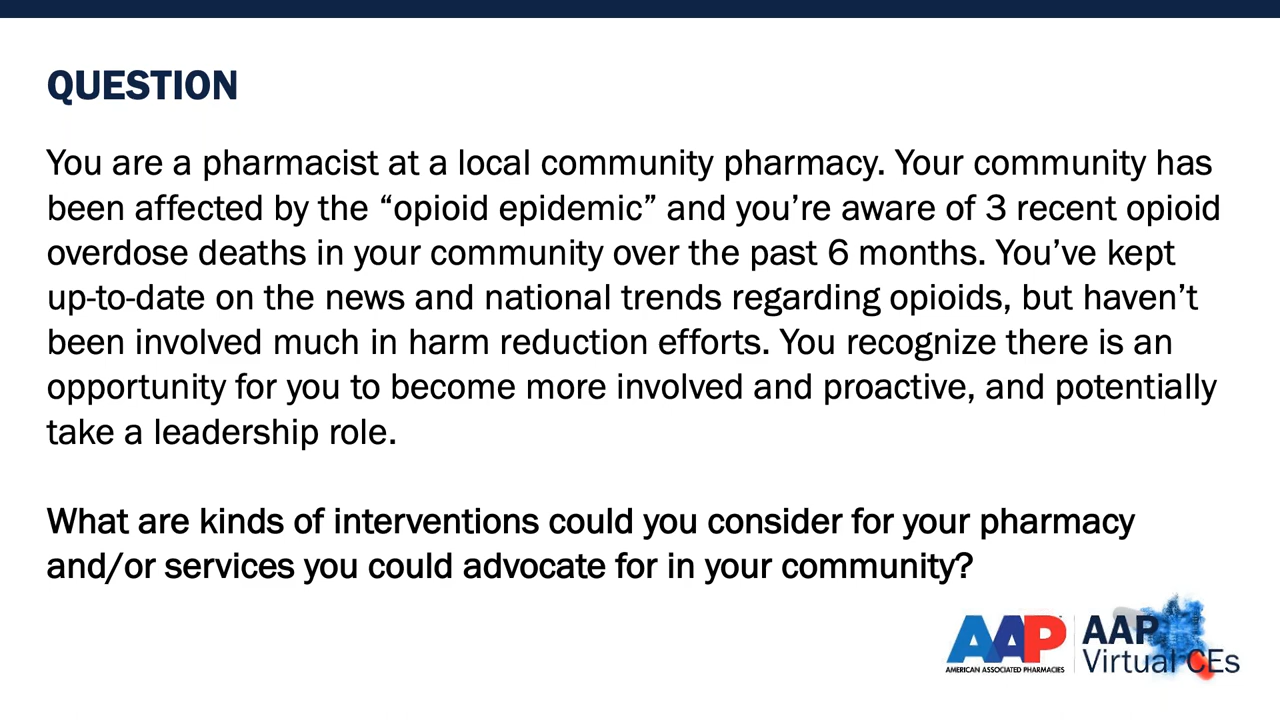 QUESTION
You are a pharmacist at a local community pharmacy. Your community has
been affected by the “opioid epidemic” and you’re aware of 3 recent opioid
overdose deaths in your community over the past 6 months. You’ve kept
up-to-date on the news and national trends regarding opioids, but haven’t
been involved much in harm reduction efforts. You recognize there is an
opportunity for you to become more involved and proactive, and potentially
take a leadership role.
What are kinds of interventions could you consider for your pharmacy
and/or services you could advocate for in your community?
AAP
AMERICAN ASSOCIATED PHARMACIES
AAP
Virtual CEs